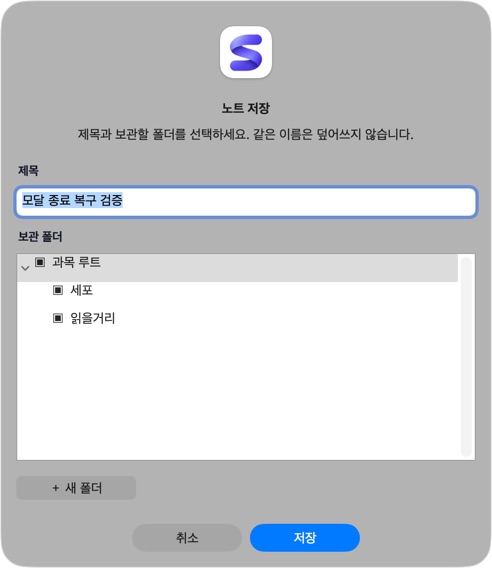 노트 저장
제목과 보관할 폴더를 선택하세요. 같은 이름은 덮어쓰지 않습니다.
제목
모달 종료 복구 검증
보관 폴더
과목 루트
세포
읽을거리
+ 새 폴더
취소
저장